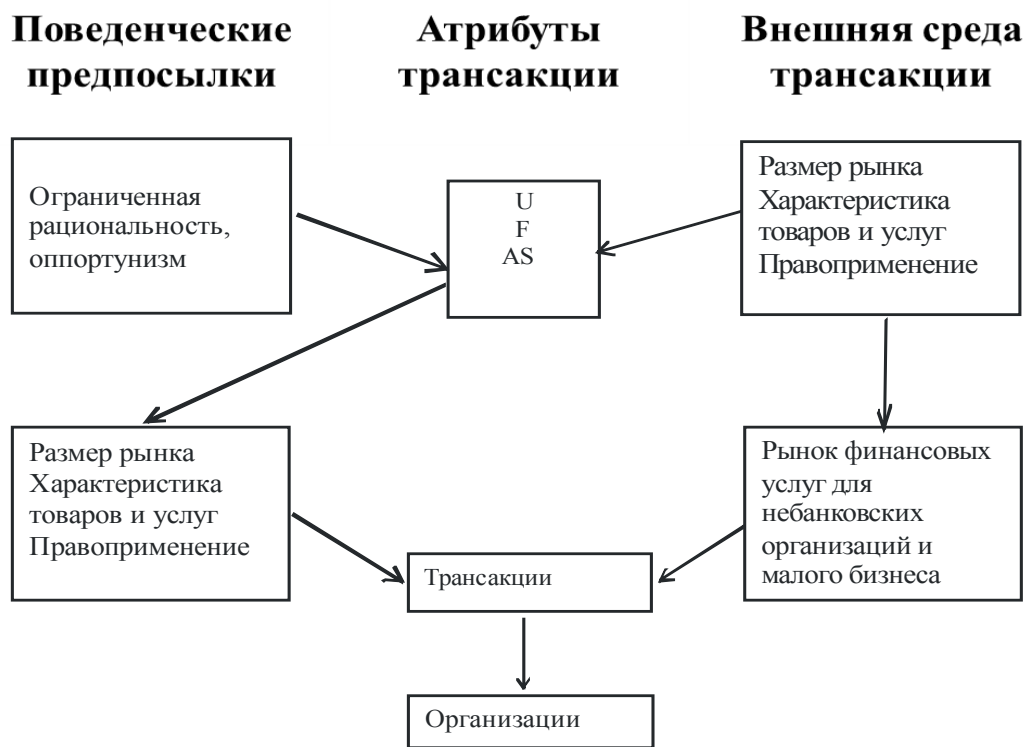 Поведенческие
предпосылки
Атрибуты
трансакции
Внешняя среда
трансакции
Ограниченная
рациональность,
оппортунизм
U
F
AS
Размер рынка
Характеристика
товаров и услуг
Правоприменение
Размер рынка
Характеристика
товаров и услуг
Правоприменение
Рынок финансовых
услуг для
небанковских
организаций и
малого бизнеса
Трансакции
Организации